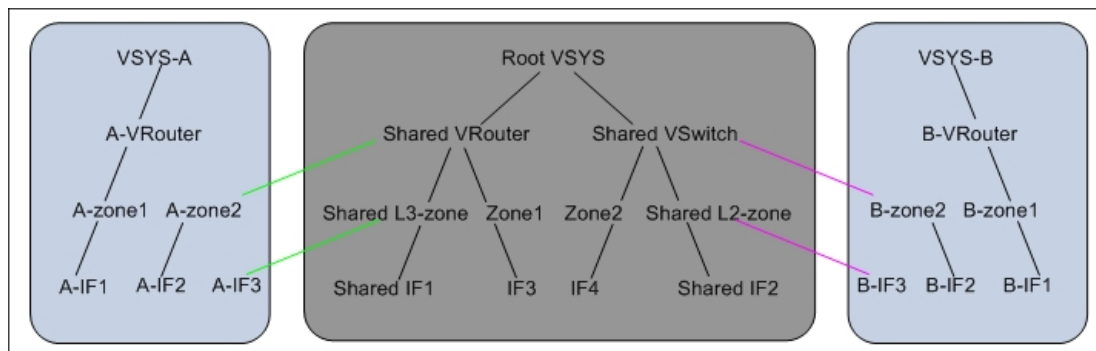 VSYS-A Root VSYS VSYS-B
A-VRouter Shared VRouter Shared VSwitch B-VRouter
A-zone1 A-zone2 Shared L3-zone Zone1 Zone2 Shared L2-zone B-zone2 B-zone1
A-IF1 A-IF2 A-IF3 Shared IF1 IF3 IF4 Shared IF2 B-IF3 B-IF2 B-IF1